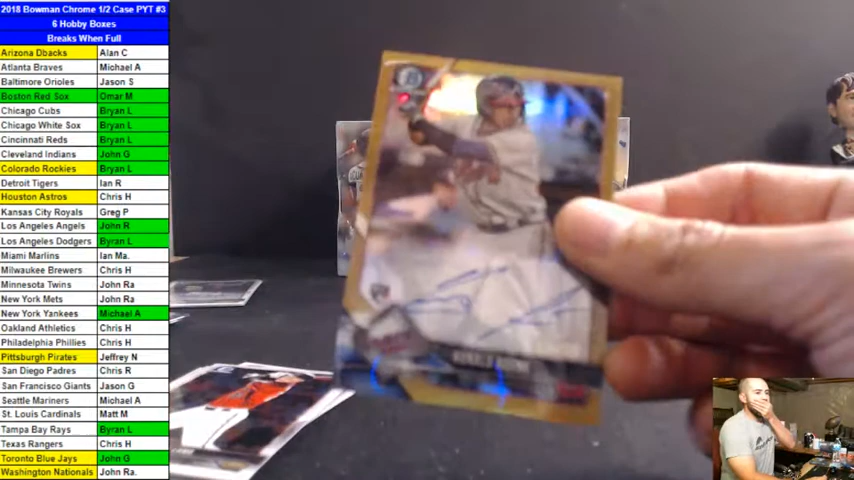 2018 Bowman Chrome 1/2 Case PYT #3
6 Hobby Boxes
Breaks When Full
Arizona Dbacks Alan C
Atlanta Braves Michael A
Baltimore Orioles Jason S
Boston Red Sox Omar M
Chicago Cubs Bryan L
Chicago White Sox Bryan L
Cincinnati Reds Bryan L
Cleveland Indians John G
Colorado Rockies Bryan L
Detroit Tigers Ian R
Houston Astros Chris H
Kansas City Royals Greg P
Los Angeles Angels John R
Los Angeles Dodgers Byran L
Miami Marlins Ian Ma.
Milwaukee Brewers Chris H
Minnesota Twins John Ra
New York Mets John Ra
New York Yankees Michael A
Oakland Athletics Chris H
Philadelphia Phillies Chris H
Pittsburgh Pirates Jeffrey N
San Diego Padres Chris R
San Francisco Giants Jason G
Seattle Mariners Michael A
St. Louis Cardinals Matt M
Tampa Bay Rays Byran L
Texas Rangers Chris H
Toronto Blue Jays John G
Washington Nationals John Ra.